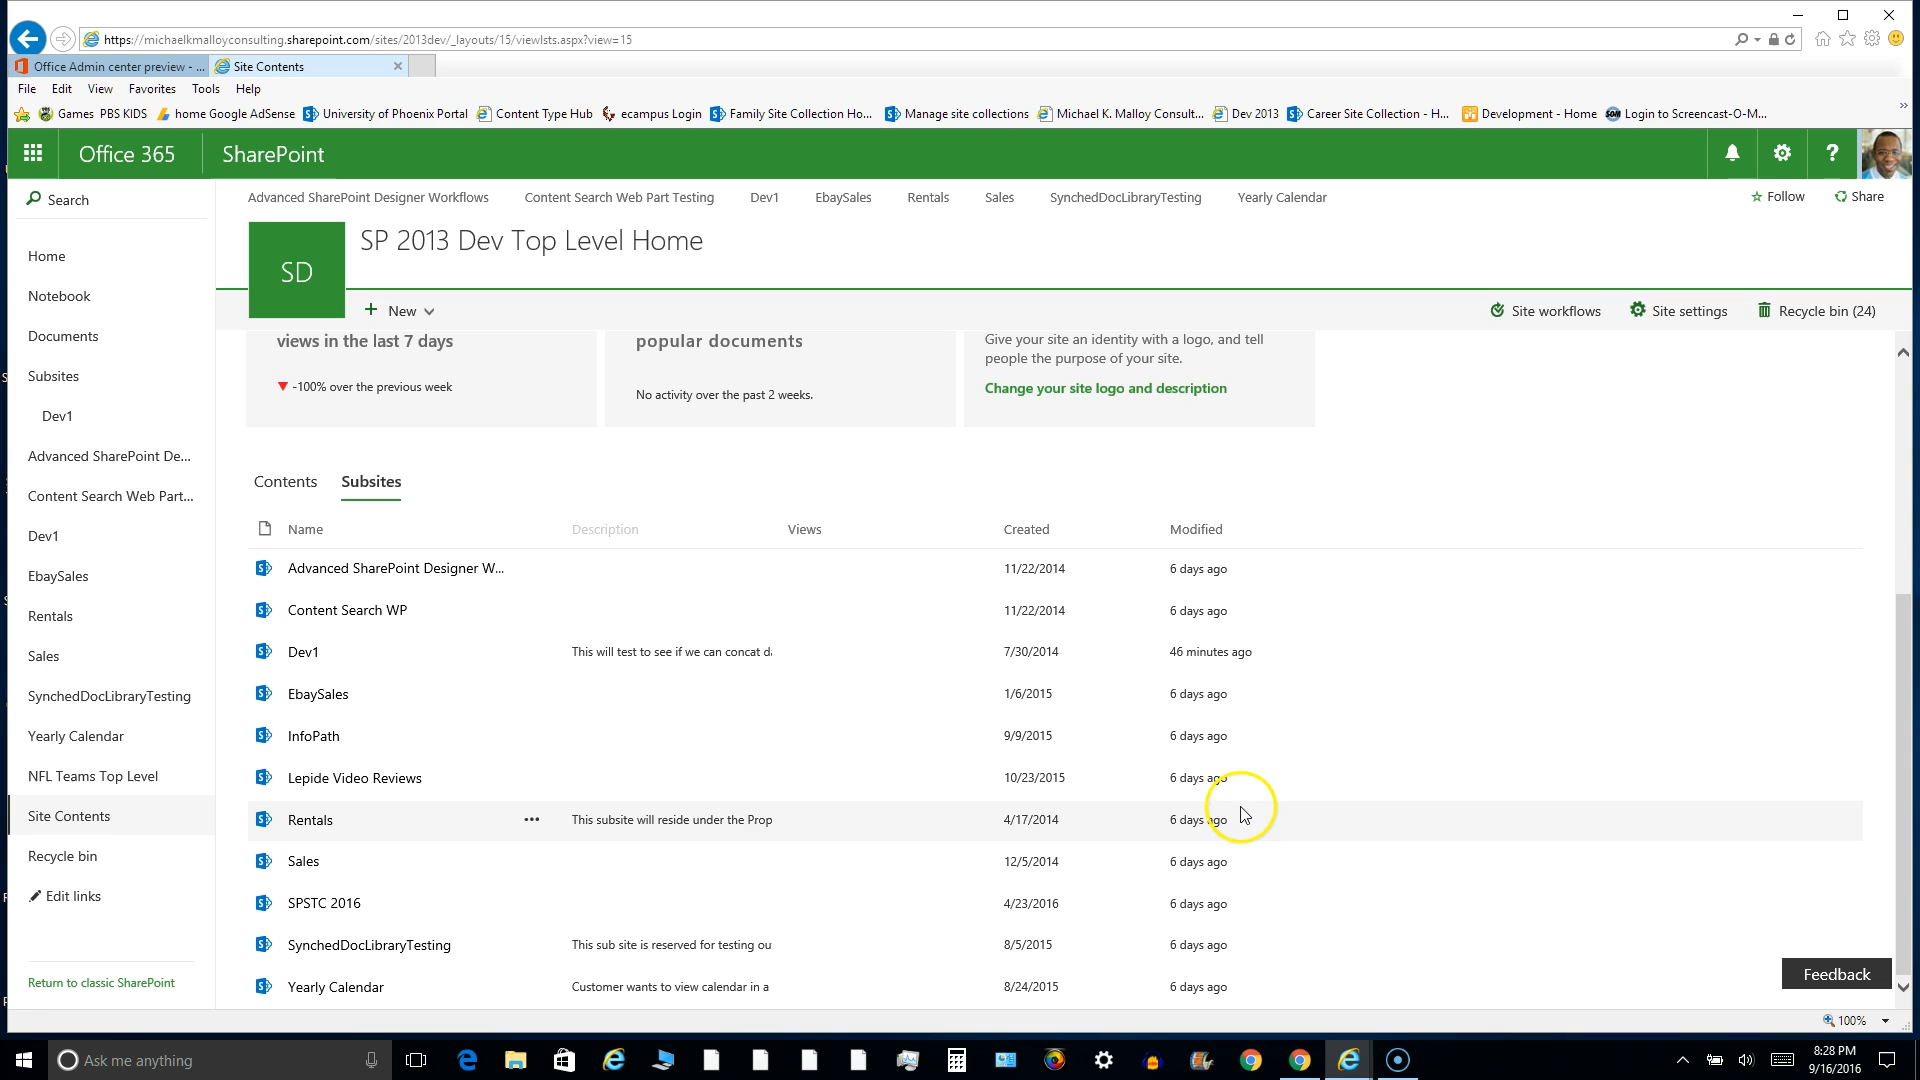 https://michaelkmalloyconsulting.sharepoint.com/sites/2013dev/_layouts/15/viewlsts.aspx?view=15
Office Admin center preview - ...
Site Contents
File Edit View Favorites Tools Help
Games PBS KIDS home Google AdSense University of Phoenix Portal Content Type Hub ecampus Login Family Site Collection Ho... Manage site collections Michael K. Malloy Consult... Dev 2013 Career Site Collection - H... Development - Home Login to Screencast-O-M...
Office 365 SharePoint
Search
Advanced SharePoint Designer Workflows Content Search Web Part Testing Dev1 EbaySales Rentals Sales SynchedDocLibraryTesting Yearly Calendar
Follow Share
SD
SP 2013 Dev Top Level Home
+ New
Site workflows Site settings Recycle bin (24)
Home
Notebook
Documents
Subsites
Dev1
Advanced SharePoint De...
Content Search Web Part...
Dev1
EbaySales
Rentals
Sales
SynchedDocLibraryTesting
Yearly Calendar
NFL Teams Top Level
Site Contents
Recycle bin
Edit links
Return to classic SharePoint
views in the last 7 days
-100% over the previous week
popular documents
No activity over the past 2 weeks.
Give your site an identity with a logo, and tell
people the purpose of your site.
Change your site logo and description
Contents Subsites
Name Description Views Created Modified
Advanced SharePoint Designer W... 11/22/2014 6 days ago
Content Search WP 11/22/2014 6 days ago
Dev1 This will test to see if we can concat da 7/30/2014 46 minutes ago
EbaySales 1/6/2015 6 days ago
InfoPath 9/9/2015 6 days ago
Lepide Video Reviews 10/23/2015 6 days ago
Rentals ••• This subsite will reside under the Prop 4/17/2014 6 days ago
Sales 12/5/2014 6 days ago
SPSTC 2016 4/23/2016 6 days ago
SynchedDocLibraryTesting This sub site is reserved for testing ou 8/5/2015 6 days ago
Yearly Calendar Customer wants to view calendar in a 8/24/2015 6 days ago
Feedback
100%
Ask me anything
8:28 PM
9/16/2016